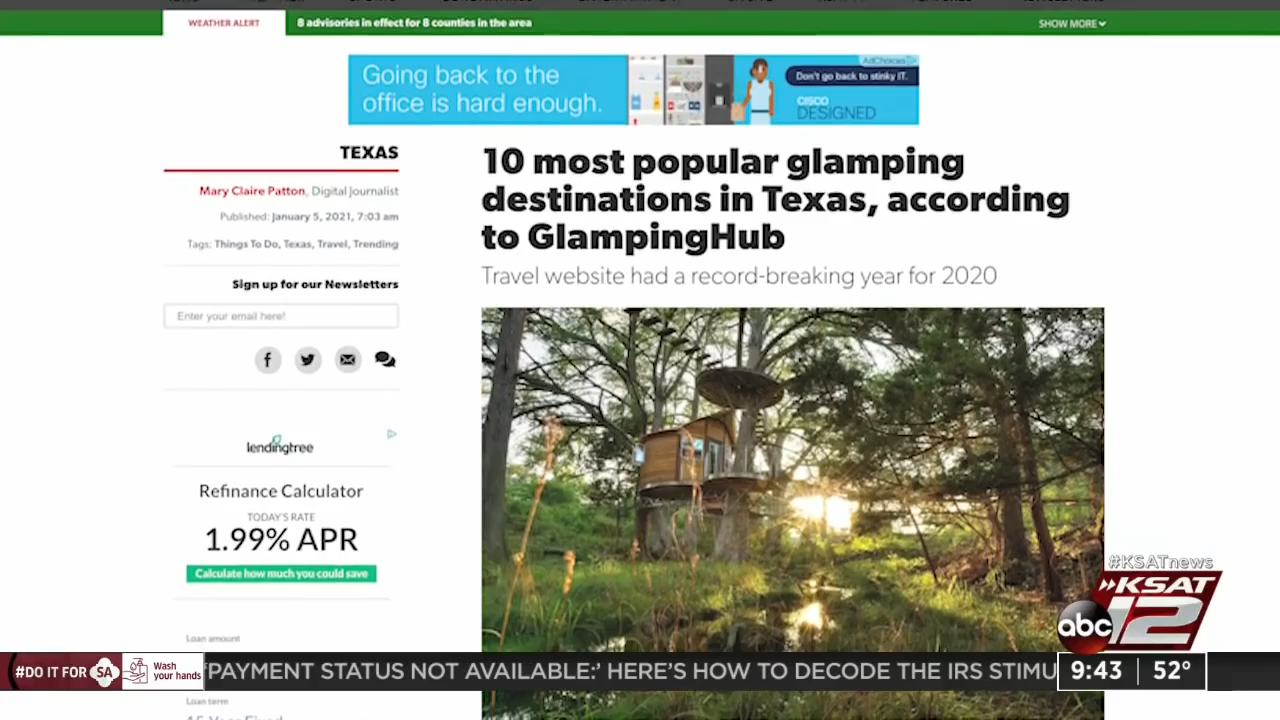 WEATHER ALERT
8 advisories in effect for 8 counties in the area
SHOW MORE
Going back to the
office is hard enough.
AdChoices
Don't go back to stinky IT.
CISCO
DESIGNED
TEXAS
Mary Claire Patton, Digital Journalist
Published: January 5, 2021, 7:03 am
Tags: Things To Do, Texas, Travel, Trending
Sign up for our Newsletters
Enter your email here!
10 most popular glamping
destinations in Texas, according
to GlampingHub
Travel website had a record-breaking year for 2020
lendingtree
Refinance Calculator
TODAY'S RATE
1.99% APR
Calculate how much you could save
Loan amount
Loan term
#KSATnews
KSAT
12
abc
#DO IT FOR SA
Wash
your hands
'PAYMENT STATUS NOT AVAILABLE:' HERE'S HOW TO DECODE THE IRS STIMU
9:43
52°